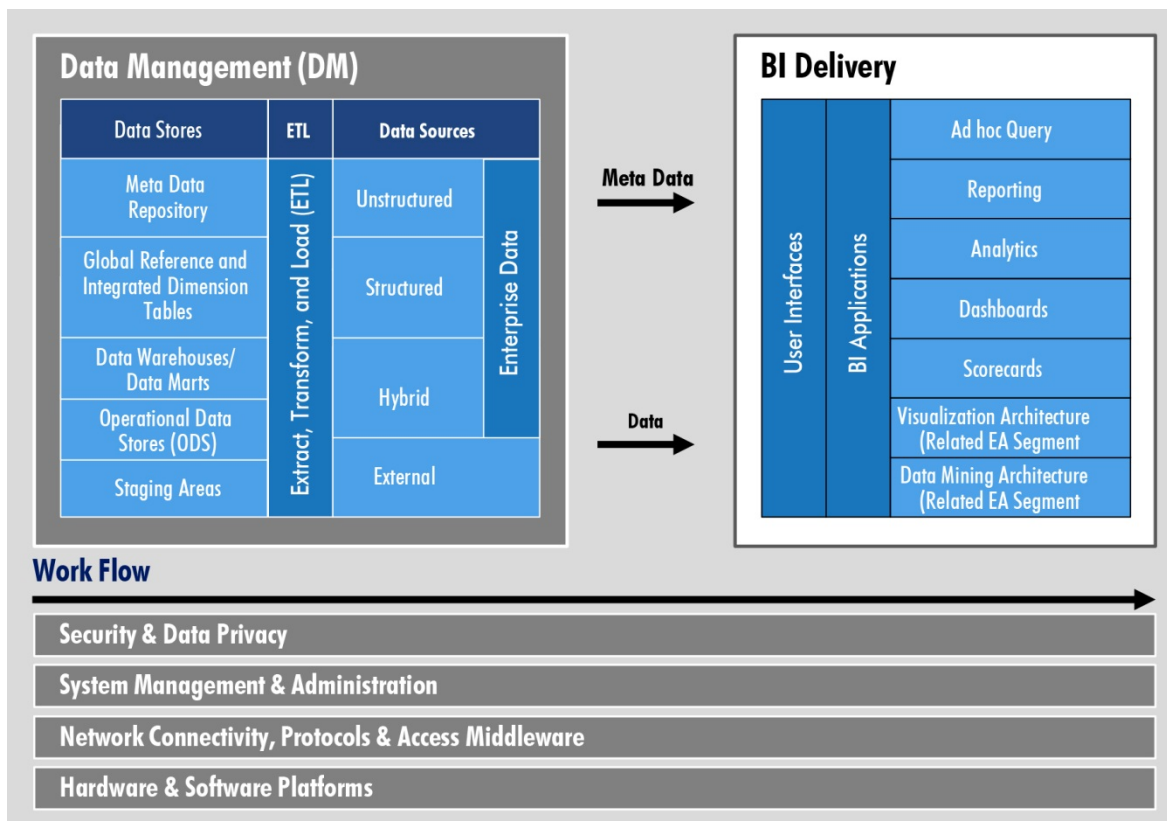 Data Management (DM)
Data Stores
ETL
Data Sources
Meta Data
Repository
Global Reference and
Integrated Dimension
Tables
Data Warehouses/
Data Marts
Operational Data
Stores (ODS)
Staging Areas
Extract, Transform, and Load (ETL)
Unstructured
Structured
Hybrid
External
Enterprise Data
Meta Data
Data
BI Delivery
User Interfaces
BI Applications
Ad hoc Query
Reporting
Analytics
Dashboards
Scorecards
Visualization Architecture
(Related EA Segment
Data Mining Architecture
(Related EA Segment
Work Flow
Security & Data Privacy
System Management & Administration
Network Connectivity, Protocols & Access Middleware
Hardware & Software Platforms